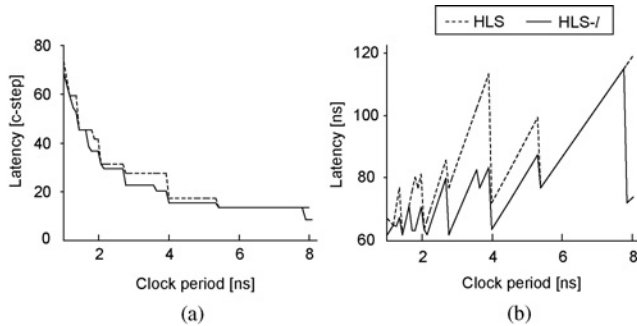 HLS HLS-/
80
60
40
20
0
Latency [c-step]
2 4 6 8
Clock period [ns]
(a)
120
100
80
60
Latency [ns]
2 4 6 8
Clock period [ns]
(b)